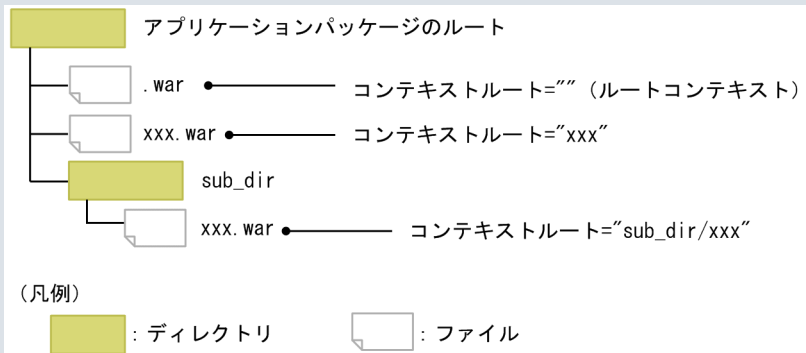 アプリケーションパッケージのルート
.war コンテキストルート="" (ルートコンテキスト)
xxx.war コンテキストルート="xxx"
sub_dir
xxx.war コンテキストルート="sub_dir/xxx"
(凡例)
: ディレクトリ : ファイル